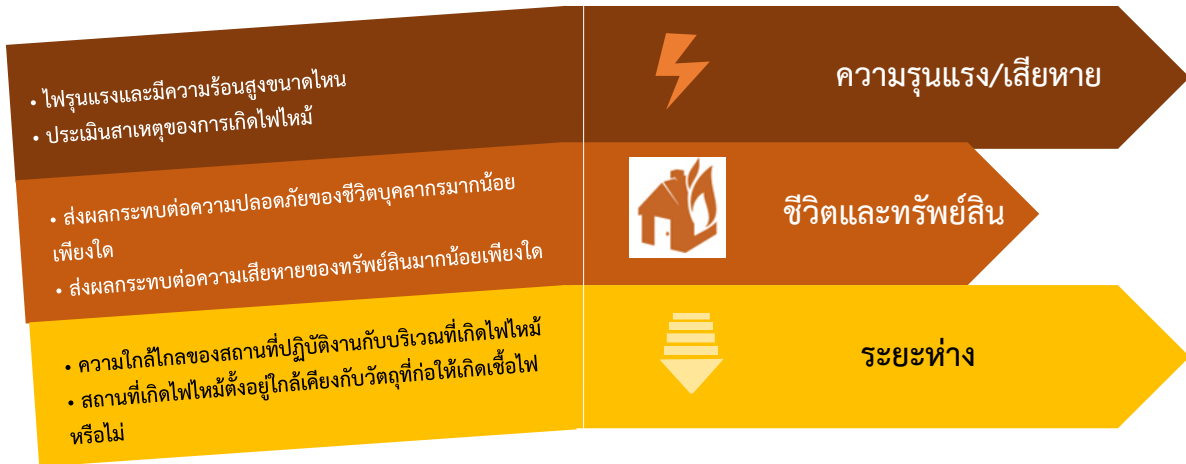 • ไฟรุนแรงและมีความร้อนสูงขนาดไหน
• ประเมินสาเหตุของการเกิดไฟไหม้
ความรุนแรง/เสียหาย
• ส่งผลกระทบต่อความปลอดภัยของชีวิตบุคลากรมากน้อย
เพียงใด
• ส่งผลกระทบต่อความเสียหายของทรัพย์สินมากน้อยเพียงใด
ชีวิตและทรัพย์สิน
• ความใกล้ไกลของสถานที่ปฏิบัติงานกับบริเวณที่เกิดไฟไหม้
• สถานที่เกิดไฟไหม้ตั้งอยู่ใกล้เคียงกับวัตถุที่ก่อให้เกิดเชื้อไฟ
หรือไม่
ระยะห่าง